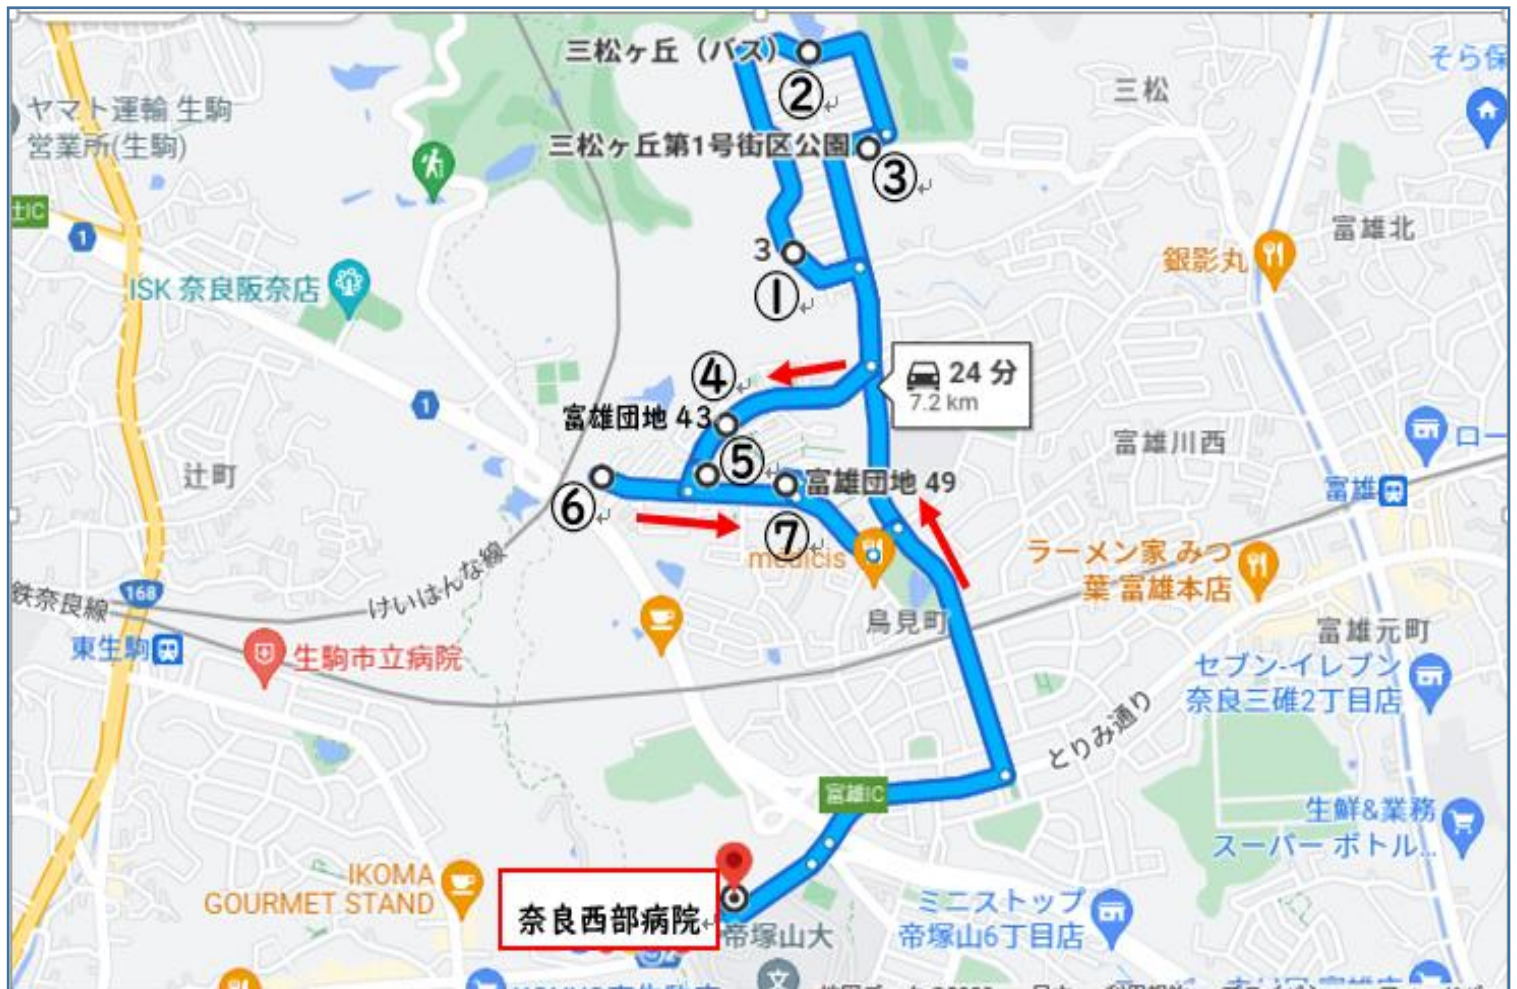 三松ヶ丘（バス）
②
そら保
三松
ヤマト運輸 生駒
営業所(生駒)
三松ヶ丘第1号街区公園
③
1
富雄北
3
銀影丸
①
ISK 奈良阪奈店
④
24 分
7.2 km
1
富雄団地 43
富雄川西
ロー
⑤
辻町
富雄団地 49
富雄
⑥
⑦
medicis
ラーメン家 みつ
葉 富雄本店
けいはんな線
168
鉄奈良線
鳥見町
富雄元町
東生駒
生駒市立病院
セブン-イレブン
奈良三碓2丁目店
とりみ通り
富雄IC
生鮮&業務
スーパー ボトル...
IKOMA
GOURMET STAND
奈良西部病院
帝塚山大
ミニストップ
帝塚山6丁目店
文